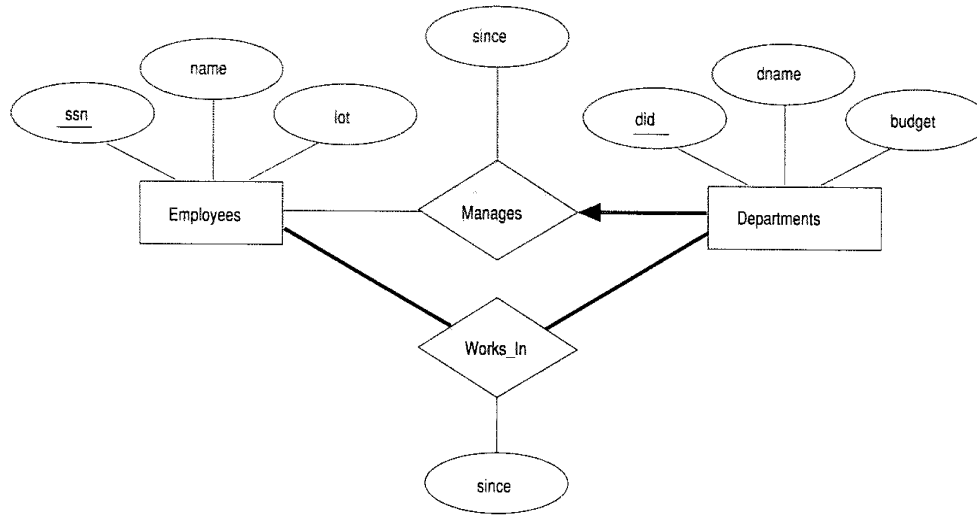 since
name
dname
ssn
lot
did
budget
Employees
Manages
Departments
Works_In
since